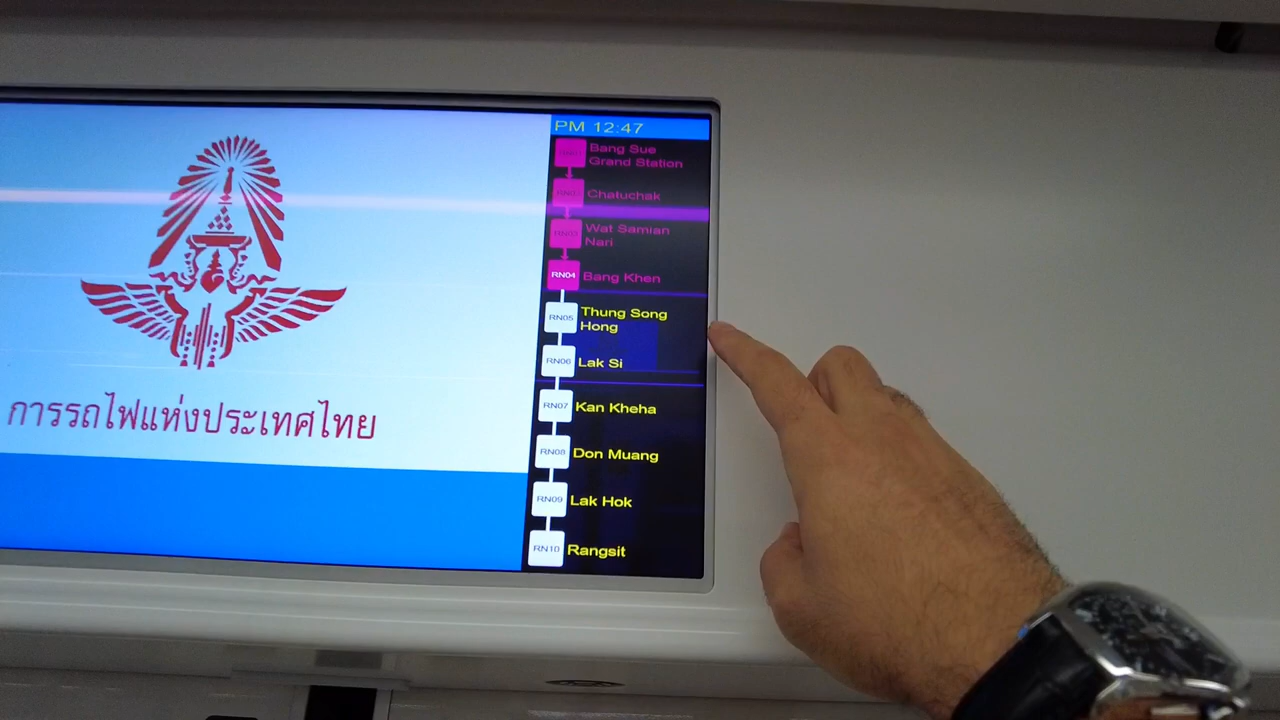 PM 12:47
Bang Sue
Grand Station
Chatuchak
Wat Samian
Nari
RN04 Bang Khen
RN05 Thung Song
Hong
RN06 Lak Si
RN07 Kan Kheha
RN08 Don Muang
RN09 Lak Hok
RN10 Rangsit
การรถไฟแห่งประเทศไทย